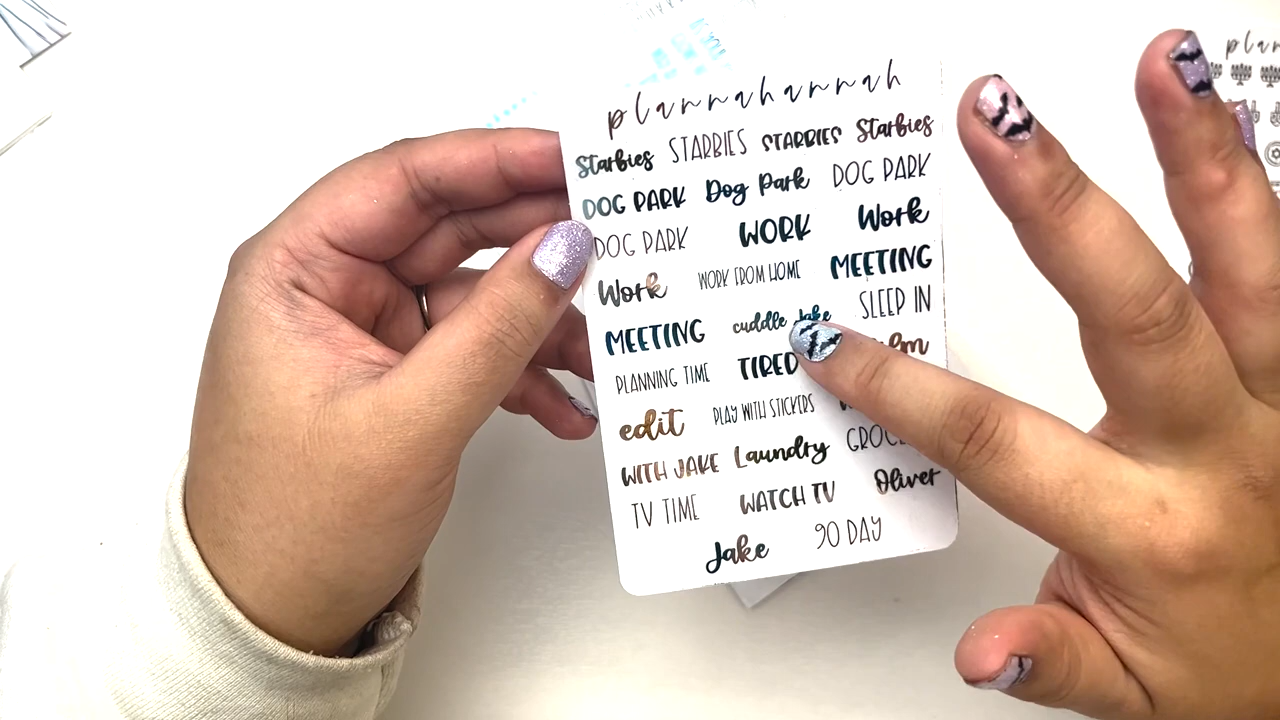 plannahannah
Starbies STARBIES STARBIES Starbies
DOG PARK Dog Park DOG PARK
DOG PARK WORK Work
Work WORK FROM HOME MEETING
MEETING cuddle Jake SLEEP IN
PLANNING TIME TIRED
edit PLAY WITH STICKERS
WITH JAKE Laundry
TV TIME WATCH TV Oliver
Jake 90 DAY